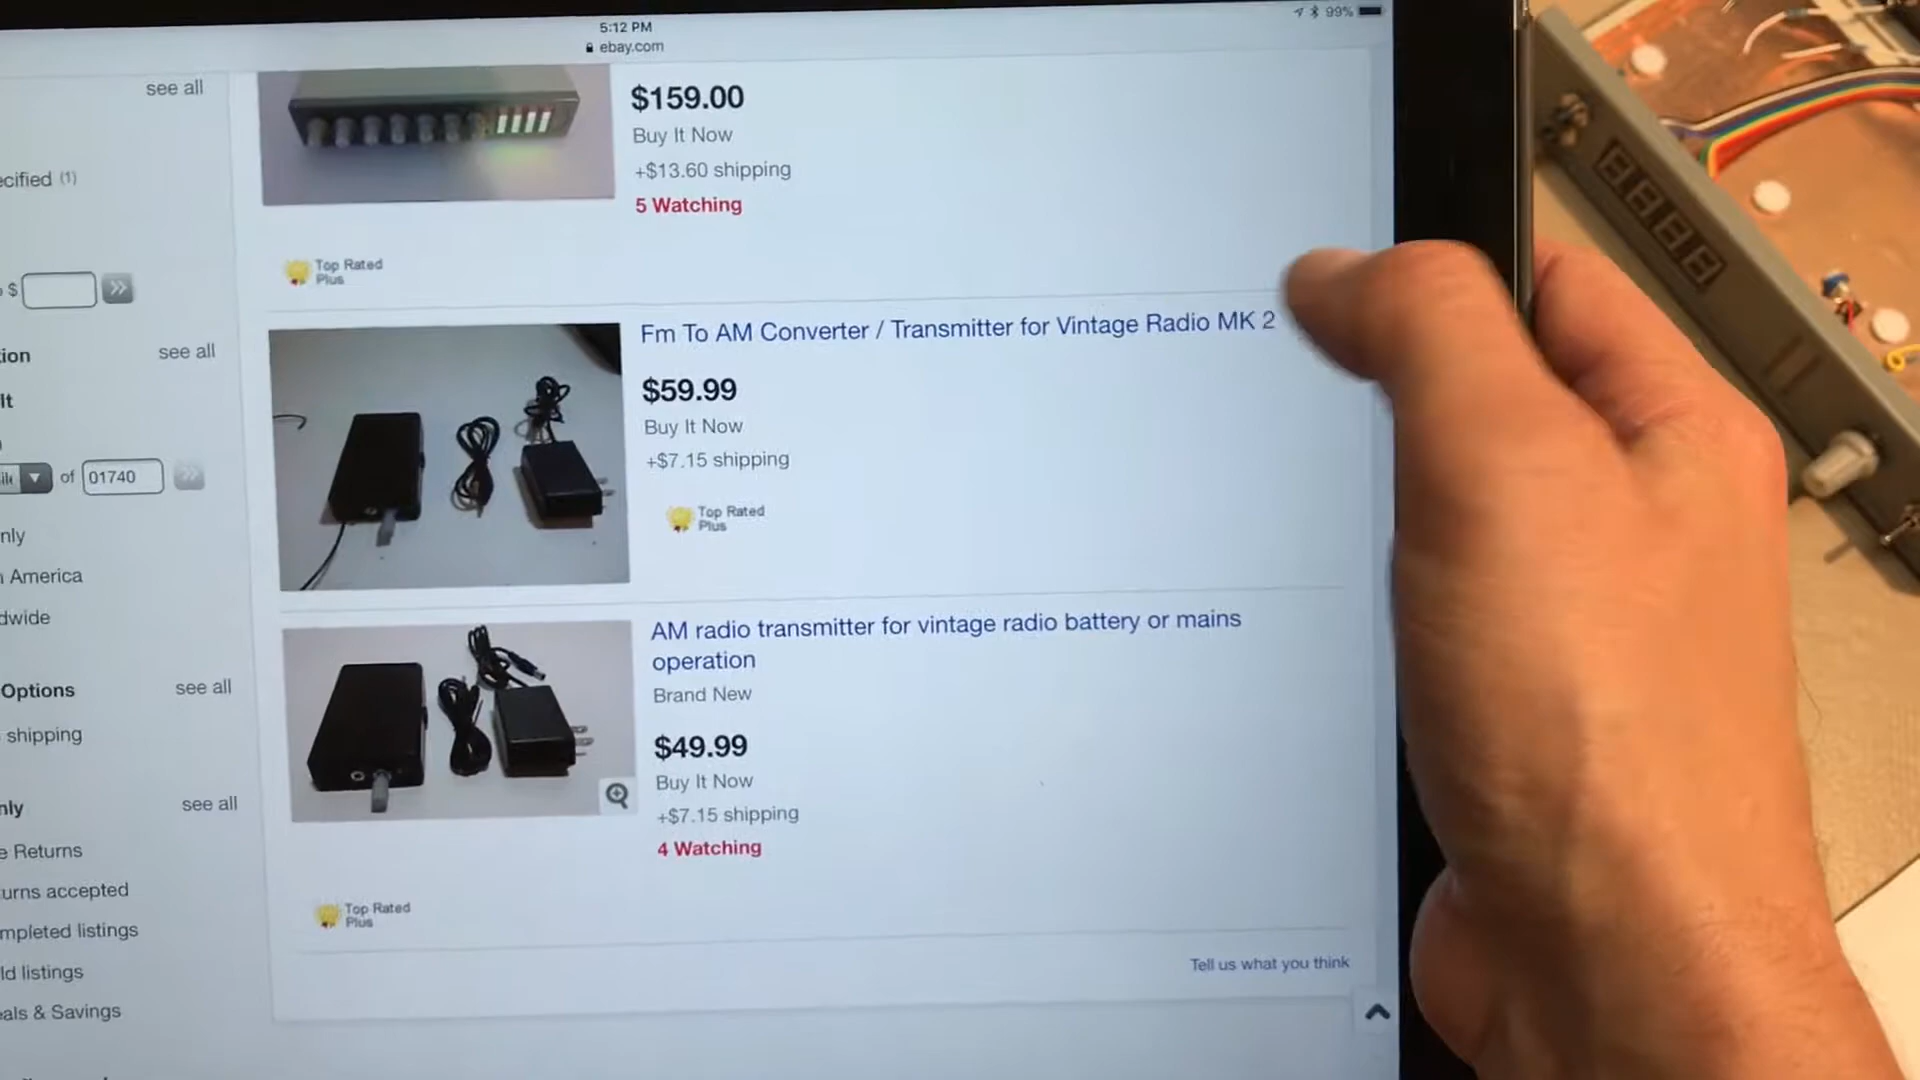 5:12 PM
99%
ebay.com
see all
$159.00
Buy It Now
+$13.60 shipping
5 Watching
ecified (1)
Top Rated
Plus
$
see all
Fm To AM Converter / Transmitter for Vintage Radio MK 2
$59.99
Buy It Now
+$7.15 shipping
Top Rated
Plus
of 01740
America
AM radio transmitter for vintage radio battery or mains
operation
Brand New
$49.99
Buy It Now
+$7.15 shipping
4 Watching
Options
see all
shipping
see all
Returns
urns accepted
mpleted listings
ld listings
als & Savings
Top Rated
Plus
Tell us what you think
8.8.8.8